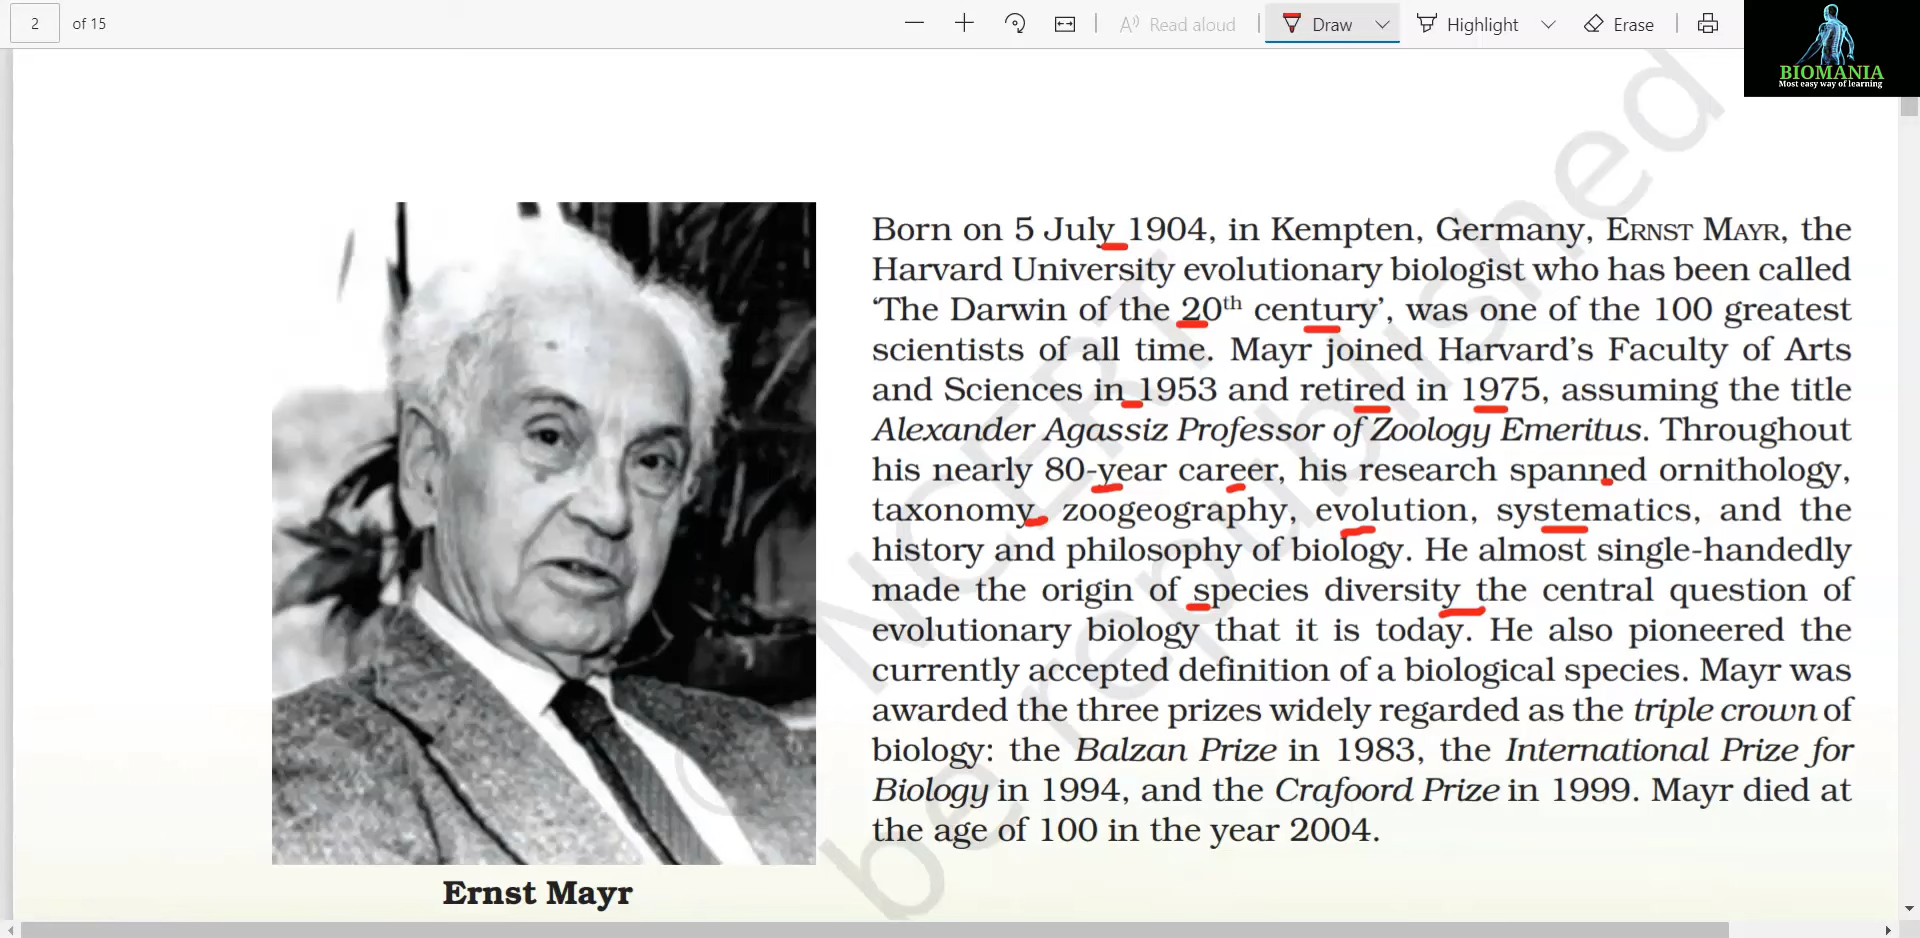 2 of 15 Read aloud Draw Highlight Erase
BIOMANIA
Most easy way of learning
Born on 5 July 1904, in Kempten, Germany, ERNST MAYR, the
Harvard University evolutionary biologist who has been called
‘The Darwin of the 20th century’, was one of the 100 greatest
scientists of all time. Mayr joined Harvard’s Faculty of Arts
and Sciences in 1953 and retired in 1975, assuming the title
Alexander Agassiz Professor of Zoology Emeritus. Throughout
his nearly 80-year career, his research spanned ornithology,
taxonomy, zoogeography, evolution, systematics, and the
history and philosophy of biology. He almost single-handedly
made the origin of species diversity the central question of
evolutionary biology that it is today. He also pioneered the
currently accepted definition of a biological species. Mayr was
awarded the three prizes widely regarded as the triple crown of
biology: the Balzan Prize in 1983, the International Prize for
Biology in 1994, and the Crafoord Prize in 1999. Mayr died at
the age of 100 in the year 2004.
Ernst Mayr
© NCERT
be republished